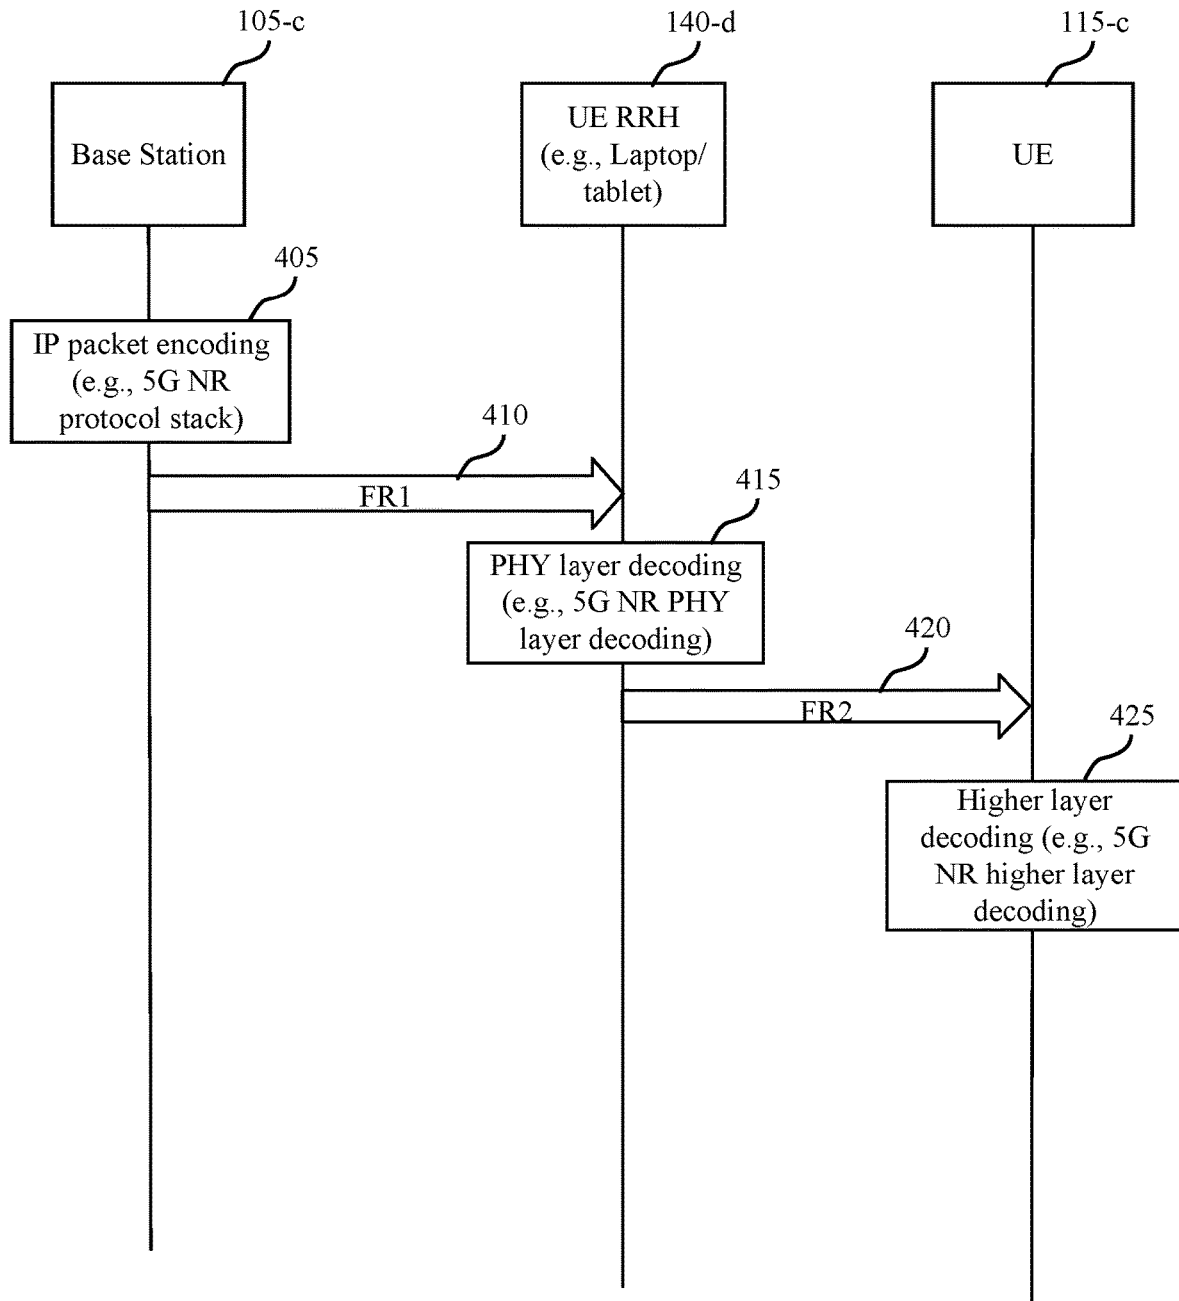 105-c
140-d
115-c
Base Station
UE RRH
(e.g., Laptop/
tablet)
UE
405
IP packet encoding
(e.g., 5G NR
protocol stack)
410
FR1
415
PHY layer decoding
(e.g., 5G NR PHY
layer decoding)
420
FR2
425
Higher layer
decoding (e.g., 5G
NR higher layer
decoding)